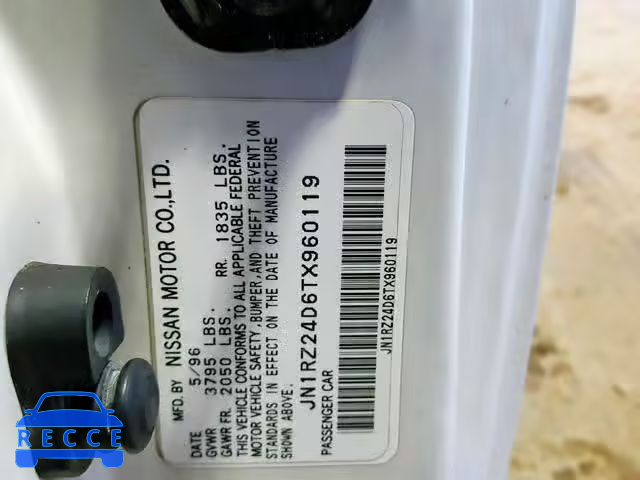 MFD.BY NISSAN MOTOR CO.,LTD.
DATE 5/96
GVWR 3795 LBS.
GAWR FR. 2050 LBS. RR. 1835 LBS.
THIS VEHICLE CONFORMS TO ALL APPLICABLE FEDERAL
MOTOR VEHICLE SAFETY, BUMPER, AND THEFT PREVENTION
STANDARDS IN EFFECT ON THE DATE OF MANUFACTURE
SHOWN ABOVE.
JN1RZ24D6TX960119
PASSENGER CAR
JN1RZ24D6TX960119
RECCE